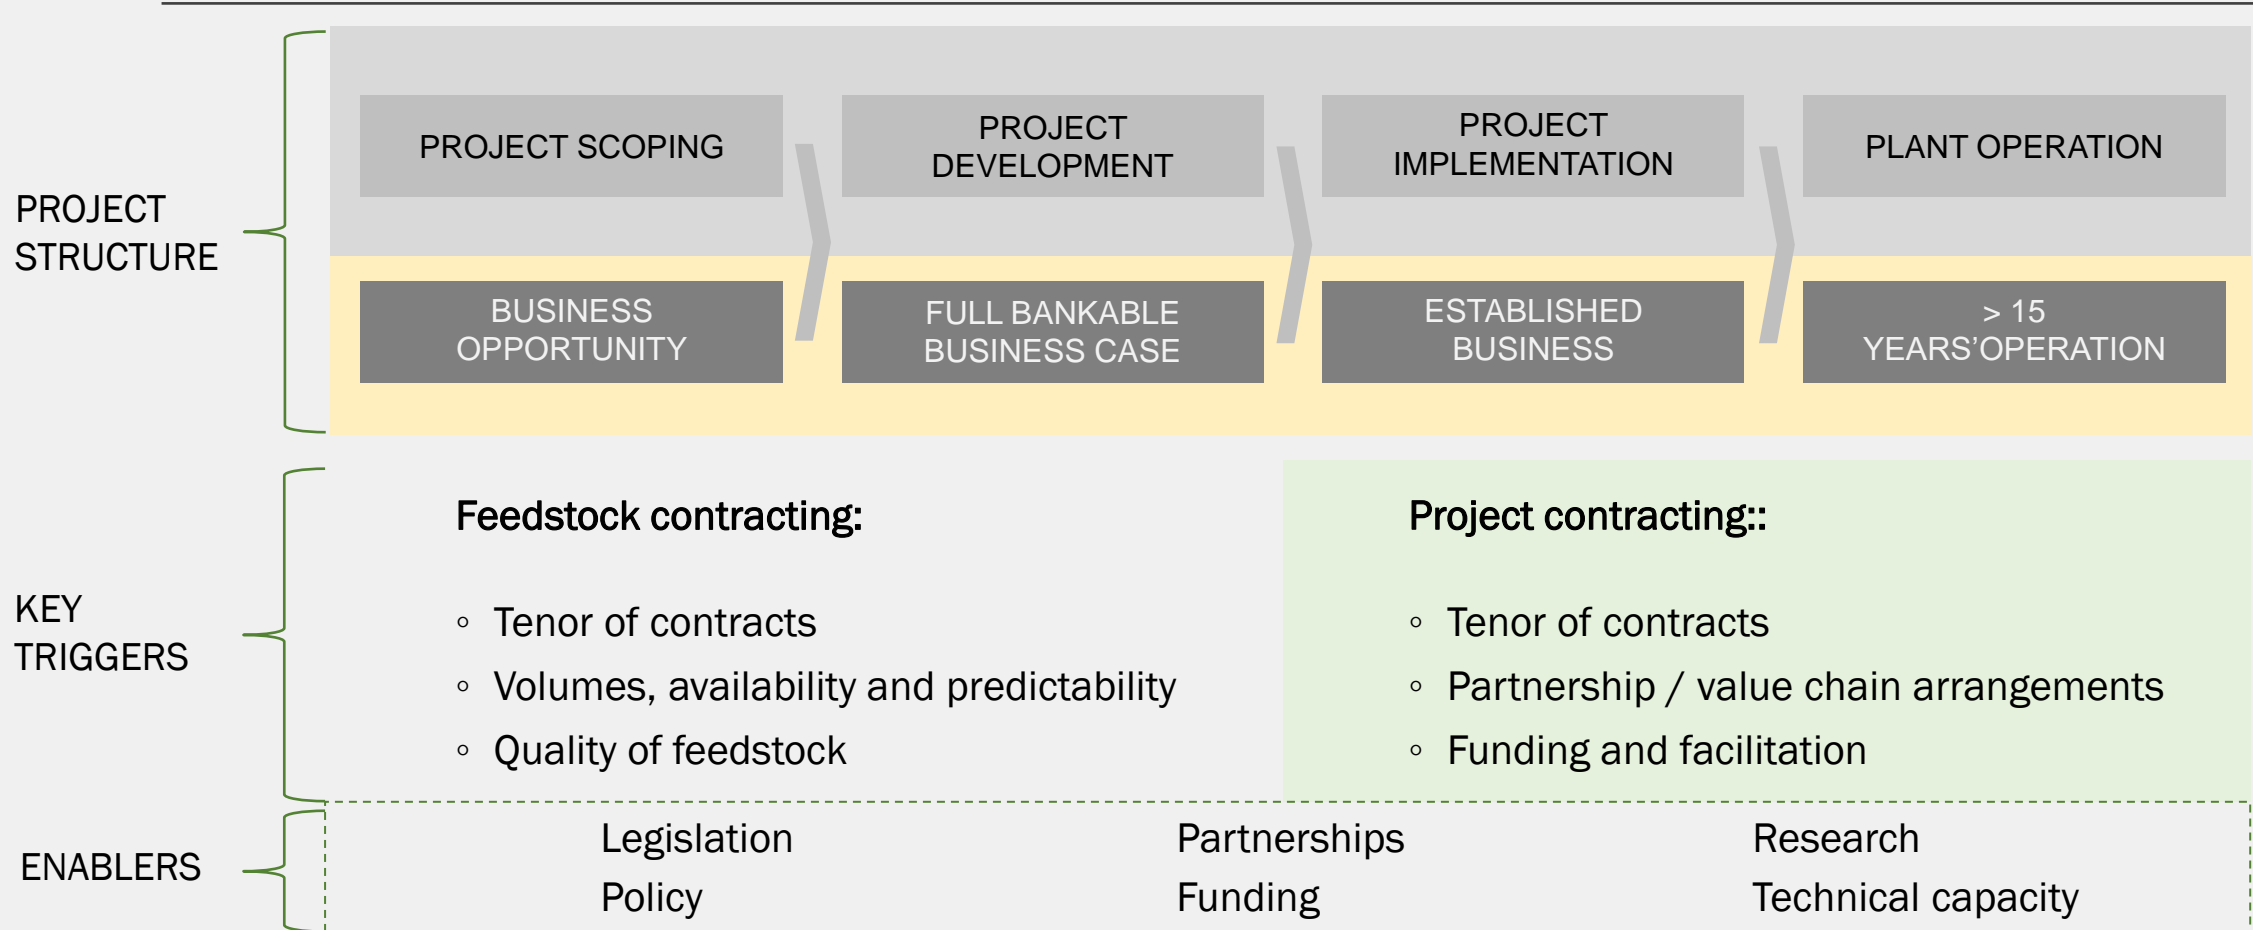 PROJECT
STRUCTURE
PROJECT SCOPING
PROJECT
DEVELOPMENT
PROJECT
IMPLEMENTATION
PLANT OPERATION
BUSINESS
OPPORTUNITY
FULL BANKABLE
BUSINESS CASE
ESTABLISHED
BUSINESS
> 15
YEARS’OPERATION
KEY
TRIGGERS
Feedstock contracting:
◦ Tenor of contracts
◦ Volumes, availability and predictability
◦ Quality of feedstock
Project contracting::
◦ Tenor of contracts
◦ Partnership / value chain arrangements
◦ Funding and facilitation
ENABLERS
Legislation
Policy
Partnerships
Funding
Research
Technical capacity